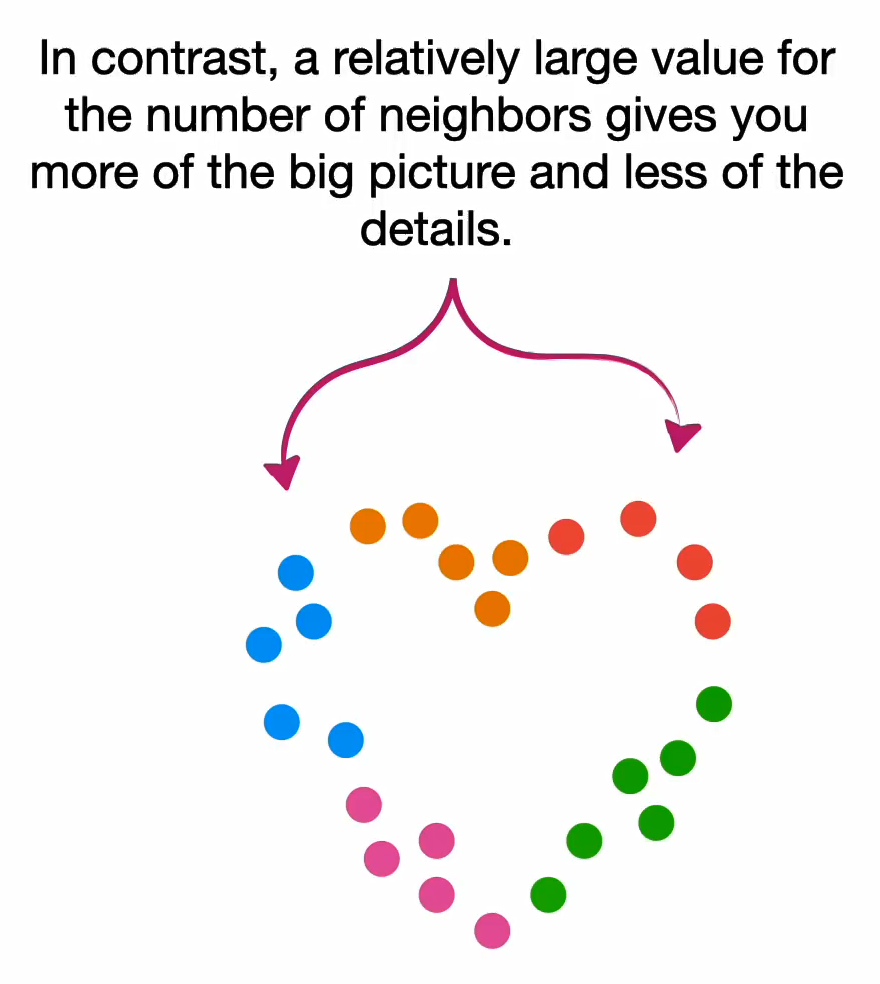 In contrast, a relatively large value for
the number of neighbors gives you
more of the big picture and less of the
details.